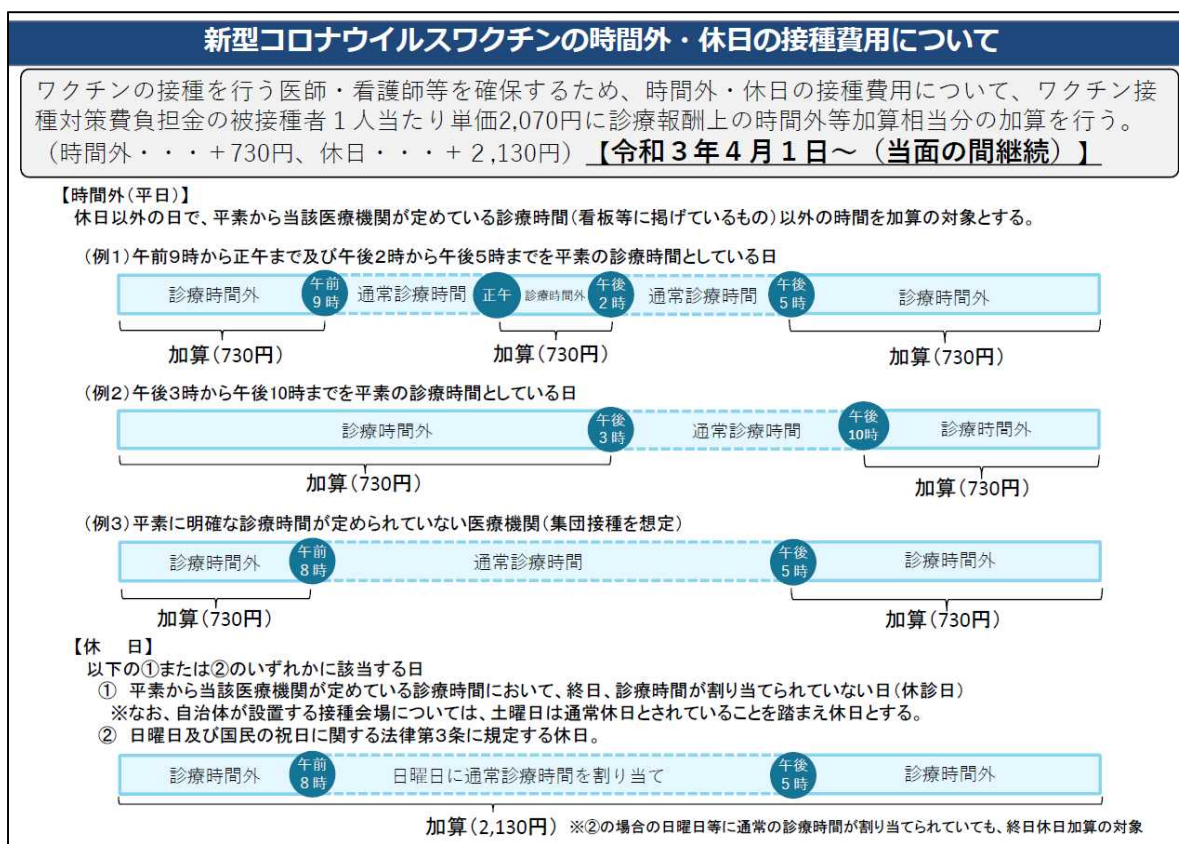 新型コロナウイルスワクチンの時間外・休日の接種費用について
ワクチンの接種を行う医師・看護師等を確保するため、時間外・休日の接種費用について、ワクチン接
種対策費負担金の被接種者１人当たり単価2,070円に診療報酬上の時間外等加算相当分の加算を行う。
（時間外・・・＋730円、休日・・・＋２,130円）【令和３年４月１日～（当面の間継続）】
【時間外（平日）】
休日以外の日で、平素から当該医療機関が定めている診療時間（看板等に掲げているもの）以外の時間を加算の対象とする。
（例１）午前９時から正午まで及び午後２時から午後５時までを平素の診療時間としている日
診療時間外 午前９時 通常診療時間 正午 診療時間外 午後２時 通常診療時間 午後５時 診療時間外
加算（730円） 加算（730円） 加算（730円）
（例２）午後３時から午後10時までを平素の診療時間としている日
診療時間外 午後３時 通常診療時間 午後10時 診療時間外
加算（730円） 加算（730円）
（例３）平素に明確な診療時間が定められていない医療機関（集団接種を想定）
診療時間外 午前８時 通常診療時間 午後５時 診療時間外
加算（730円） 加算（730円）
【休　日】
以下の①または②のいずれかに該当する日
①　平素から当該医療機関が定めている診療時間において、終日、診療時間が割り当てられていない日（休診日）
※なお、自治体が設置する接種会場については、土曜日は通常休日とされていることを踏まえ休日とする。
②　日曜日及び国民の祝日に関する法律第３条に規定する休日。
診療時間外 午前８時 日曜日に通常診療時間を割り当て 午後５時 診療時間外
加算（2,130円） ※②の場合の日曜日等に通常の診療時間が割り当てられていても、終日休日加算の対象